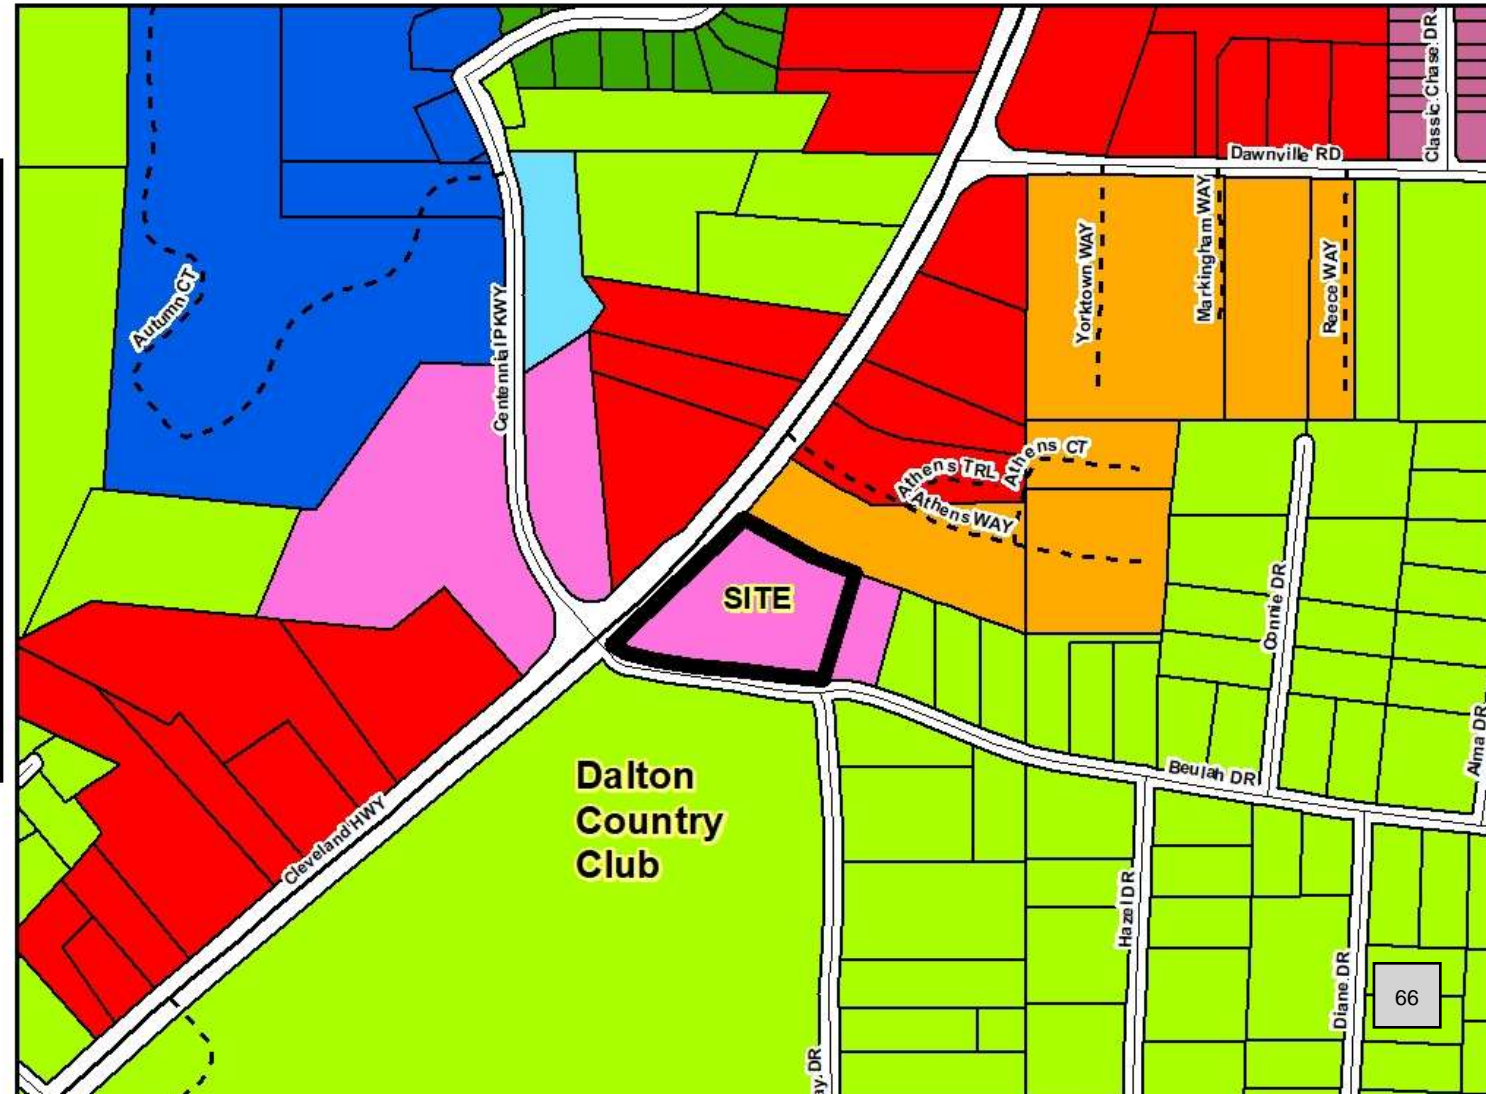 Classic Chase DR
Dawnville RD
Yorktown WAY
Markingham WAY
Reece WAY
Autumn CT
Centennial PKWY
Athens TRL
Athens CT
Athens WAY
SITE
Connie DR
Alma DR
Beulah DR
Dalton
Country
Club
Cleveland HWY
Hazel DR
Diane DR
66
ay DR